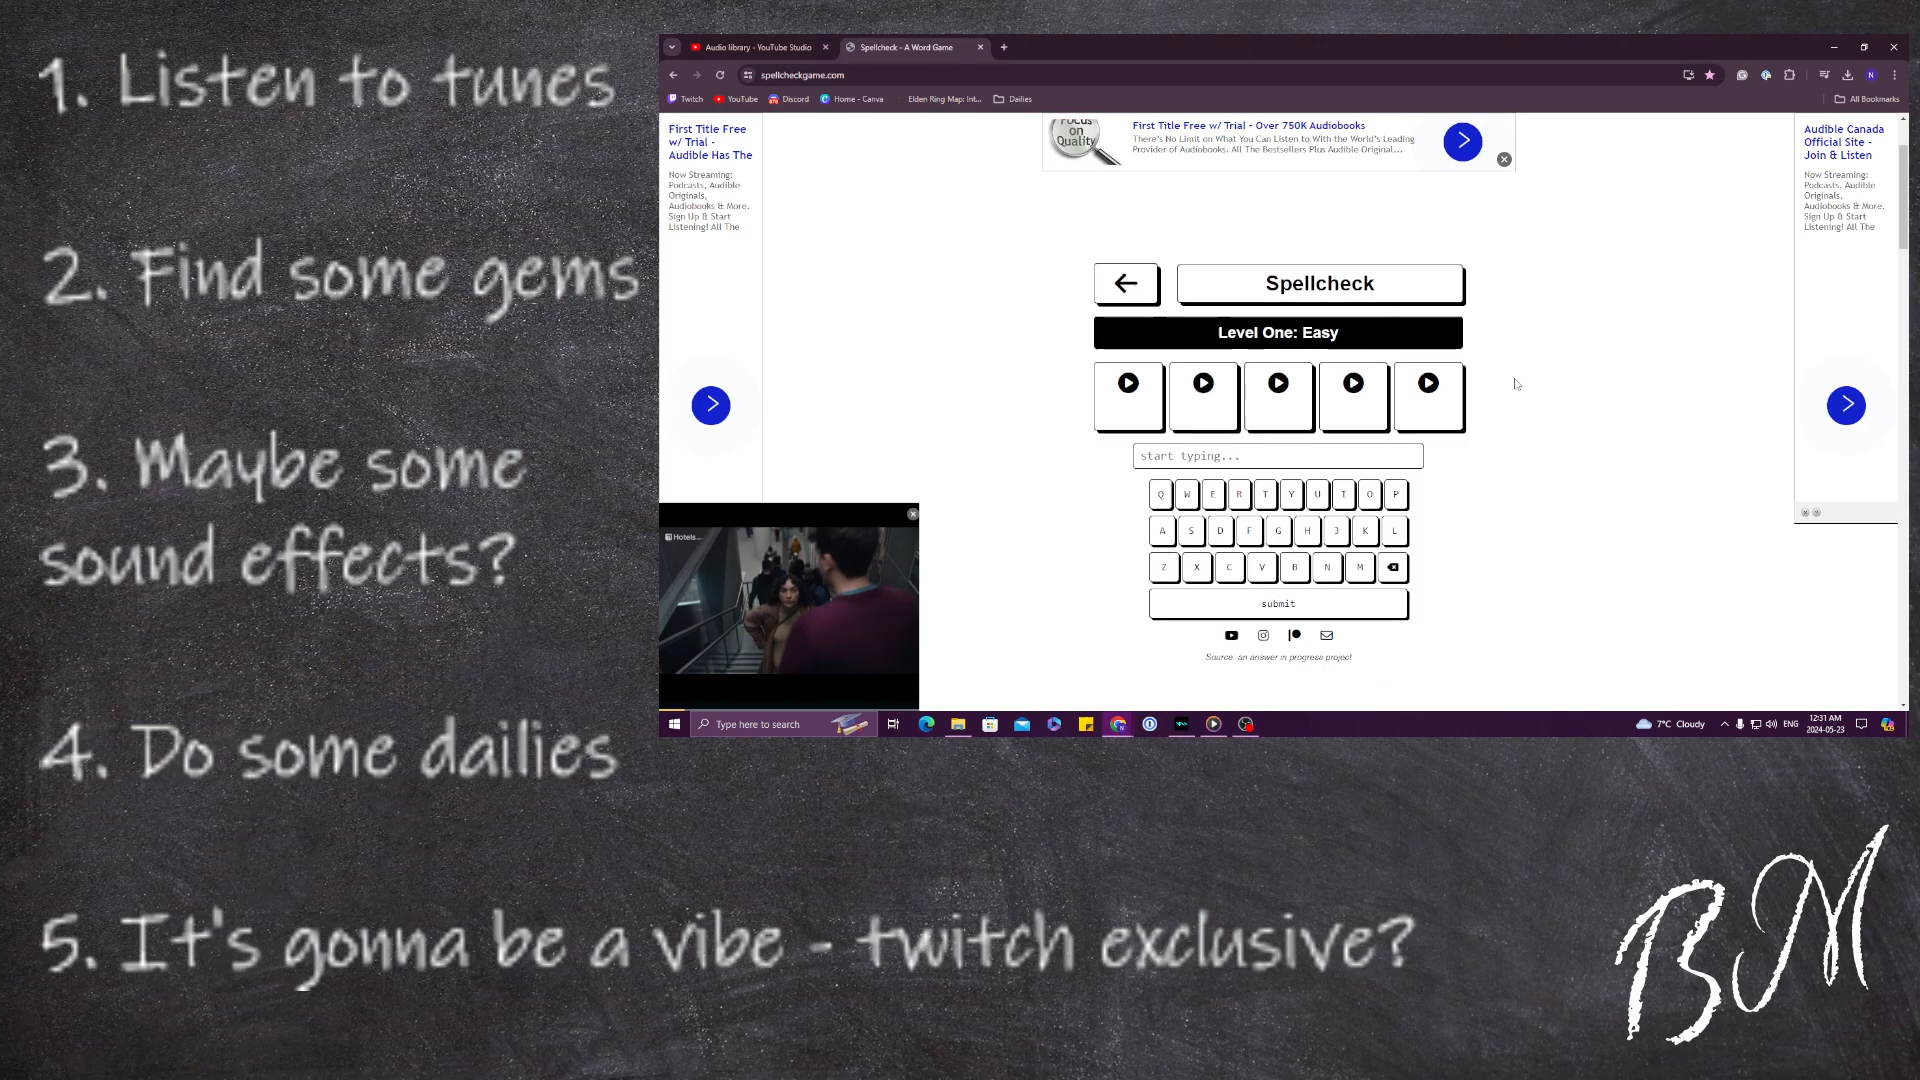 1. Listen to tunes
2. Find some gems
3. Maybe some
sound effects?
4. Do some dailies
5. It's gonna be a vibe - twitch exclusive?
BM
Audio library - YouTube Studio
Spellcheck - A Word Game
spellcheckgame.com
N
Twitch
YouTube
Discord
Home - Canva
Elden Ring Map: Int...
Dailies
All Bookmarks
First Title Free
w/ Trial -
Audible Has The
Now Streaming:
Podcasts, Audible
Originals,
Audiobooks & More.
Sign Up & Start
Listening! All The
Focus
on
Quality
First Title Free w/ Trial - Over 750K Audiobooks
There's No Limit on What You Can Listen to With the World's Leading
Provider of Audiobooks. All The Bestsellers Plus Audible Original...
Audible Canada
Official Site -
Join & Listen
Now Streaming:
Podcasts, Audible
Originals,
Audiobooks & More.
Sign Up & Start
Listening! All The
Spellcheck
Level One: Easy
start typing...
Q W E R T Y U I O P
A S D F G H J K L
Z X C V B N M
submit
Source: an answer in progress project
Hotels...
Type here to search
7°C Cloudy
ENG
12:31 AM
2024-05-23